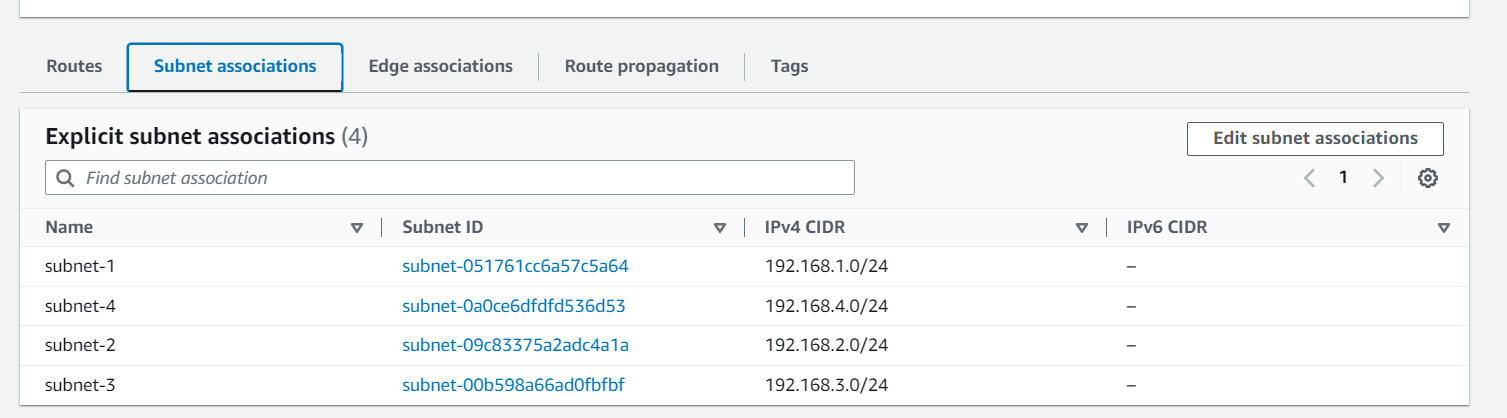 Routes Subnet associations Edge associations Route propagation Tags
Explicit subnet associations (4)
Edit subnet associations
Find subnet association
1
Name Subnet ID IPv4 CIDR IPv6 CIDR
subnet-1 subnet-051761cc6a57c5a64 192.168.1.0/24 –
subnet-4 subnet-0a0ce6dfdfd536d53 192.168.4.0/24 –
subnet-2 subnet-09c83375a2adc4a1a 192.168.2.0/24 –
subnet-3 subnet-00b598a66ad0fbfbf 192.168.3.0/24 –